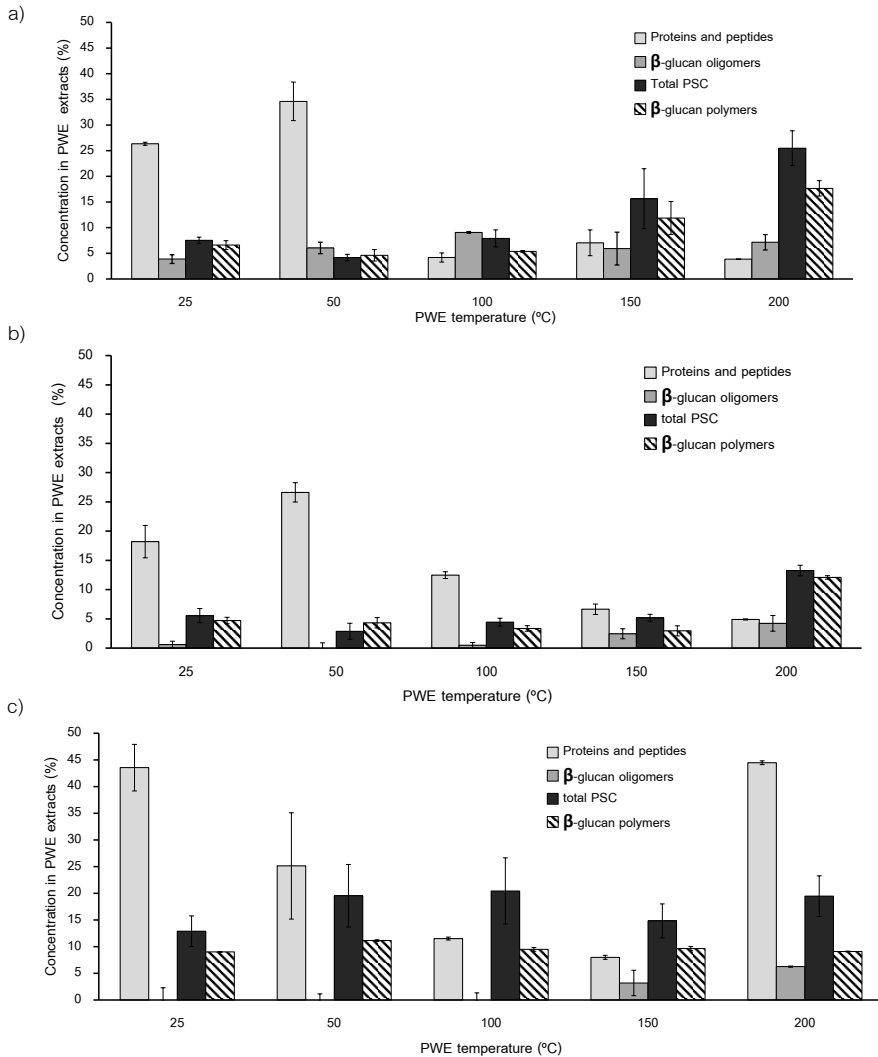 a)
Concentration in PWE extracts (%)
50
45
40
35
30
25
20
15
10
5
0
Proteins and peptides
β-glucan oligomers
Total PSC
β-glucan polymers
25 50 100 150 200
PWE temperature (ºC)
b)
Concentration in PWE extracts (%)
50
45
40
35
30
25
20
15
10
5
0
Proteins and peptides
β-glucan oligomers
total PSC
β-glucan polymers
25 50 100 150 200
PWE temperature (ºC)
c)
Concentration in PWE extracts (%)
50
45
40
35
30
25
20
15
10
5
0
Proteins and peptides
β-glucan oligomers
total PSC
β-glucan polymers
25 50 100 150 200
PWE temperature (ºC)